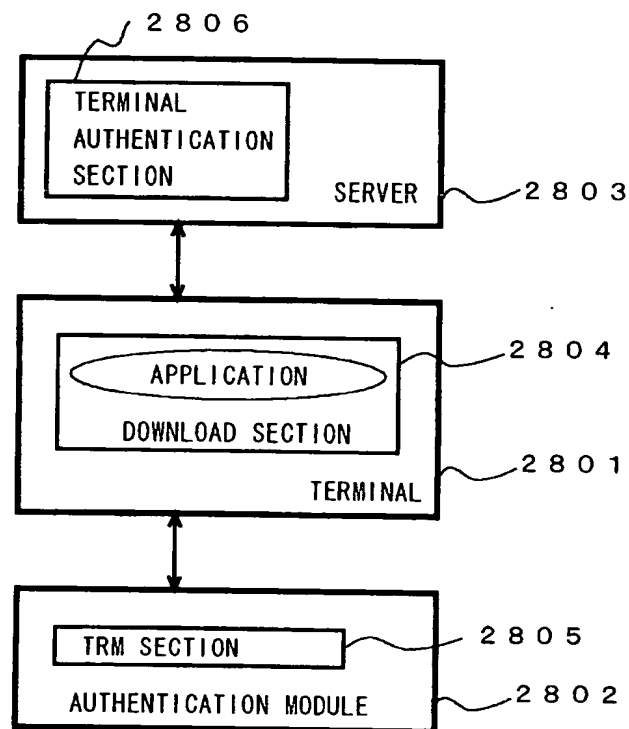 2806
TERMINAL
AUTHENTICATION
SECTION
SERVER
2803
2804
APPLICATION
DOWNLOAD SECTION
2801
TERMINAL
TRM SECTION
2805
AUTHENTICATION MODULE
2802